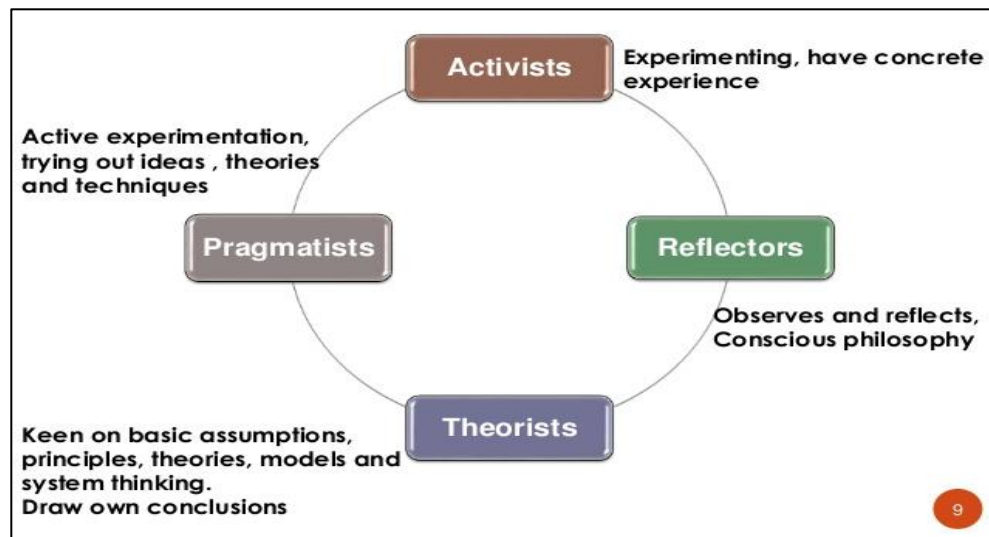 Activists
Experimenting, have concrete
experience
Active experimentation,
trying out ideas , theories
and techniques
Pragmatists
Reflectors
Observes and reflects,
Conscious philosophy
Theorists
Keen on basic assumptions,
principles, theories, models and
system thinking.
Draw own conclusions
9